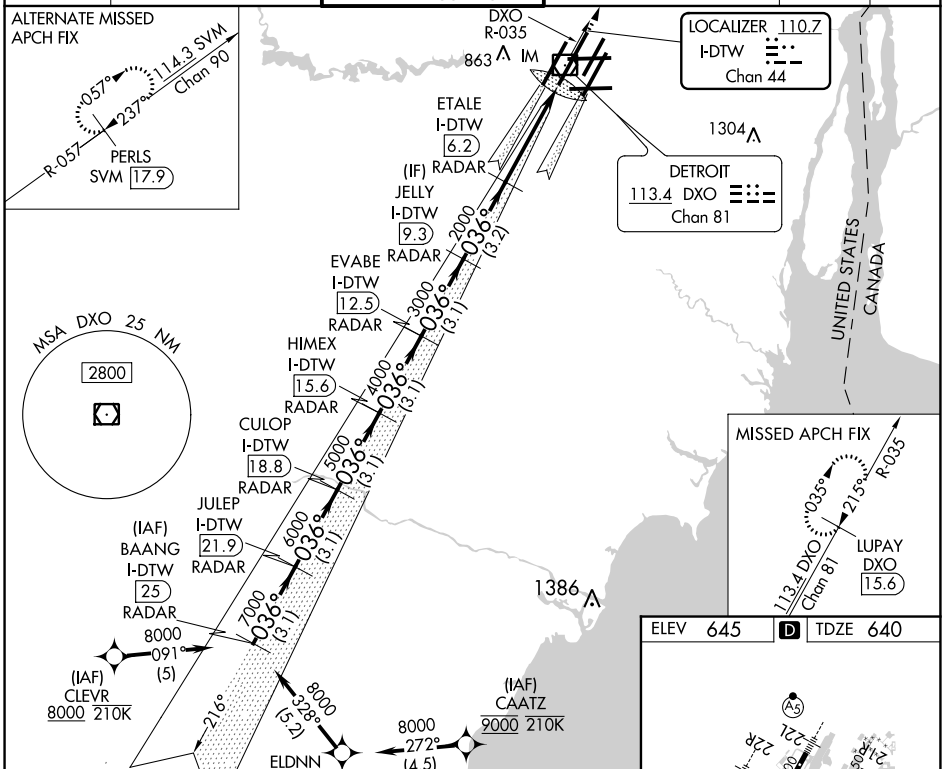 ALTERNATE MISSED
APCH FIX
057°
114.3 SVM
Chan 90
237°
R-057
PERLS
SVM 17.9
DXO
R-035
863
IM
LOCALIZER 110.7
I-DTW
Chan 44
1304
DETROIT
113.4 DXO
Chan 81
ETALE
I-DTW
6.2
RADAR
(IF)
JELLY
I-DTW
9.3
RADAR
2000
036°
(3.2)
EVABE
I-DTW
12.5
RADAR
3000
036°
(3.1)
HIMEX
I-DTW
15.6
RADAR
4000
036°
(3.1)
CULOP
I-DTW
18.8
RADAR
5000
036°
(3.1)
JULEP
I-DTW
21.9
RADAR
6000
036°
(3.1)
(IAF)
BAANG
I-DTW
25
RADAR
7000
036°
(3.1)
MSA DXO 25 NM
2800
UNITED STATES
CANADA
8000
091°
(5)
(IAF)
CLEVR
8000 210K
216°
8000
328°
(5.2)
ELDNN
8000
272°
(4.5)
(IAF)
CAATZ
9000 210K
1386
MISSED APCH FIX
R-035
035°
215°
113.4 DXO
Chan 81
LUPAY
DXO
15.6
ELEV 645
D
TDZE 640
A5
22R
22L